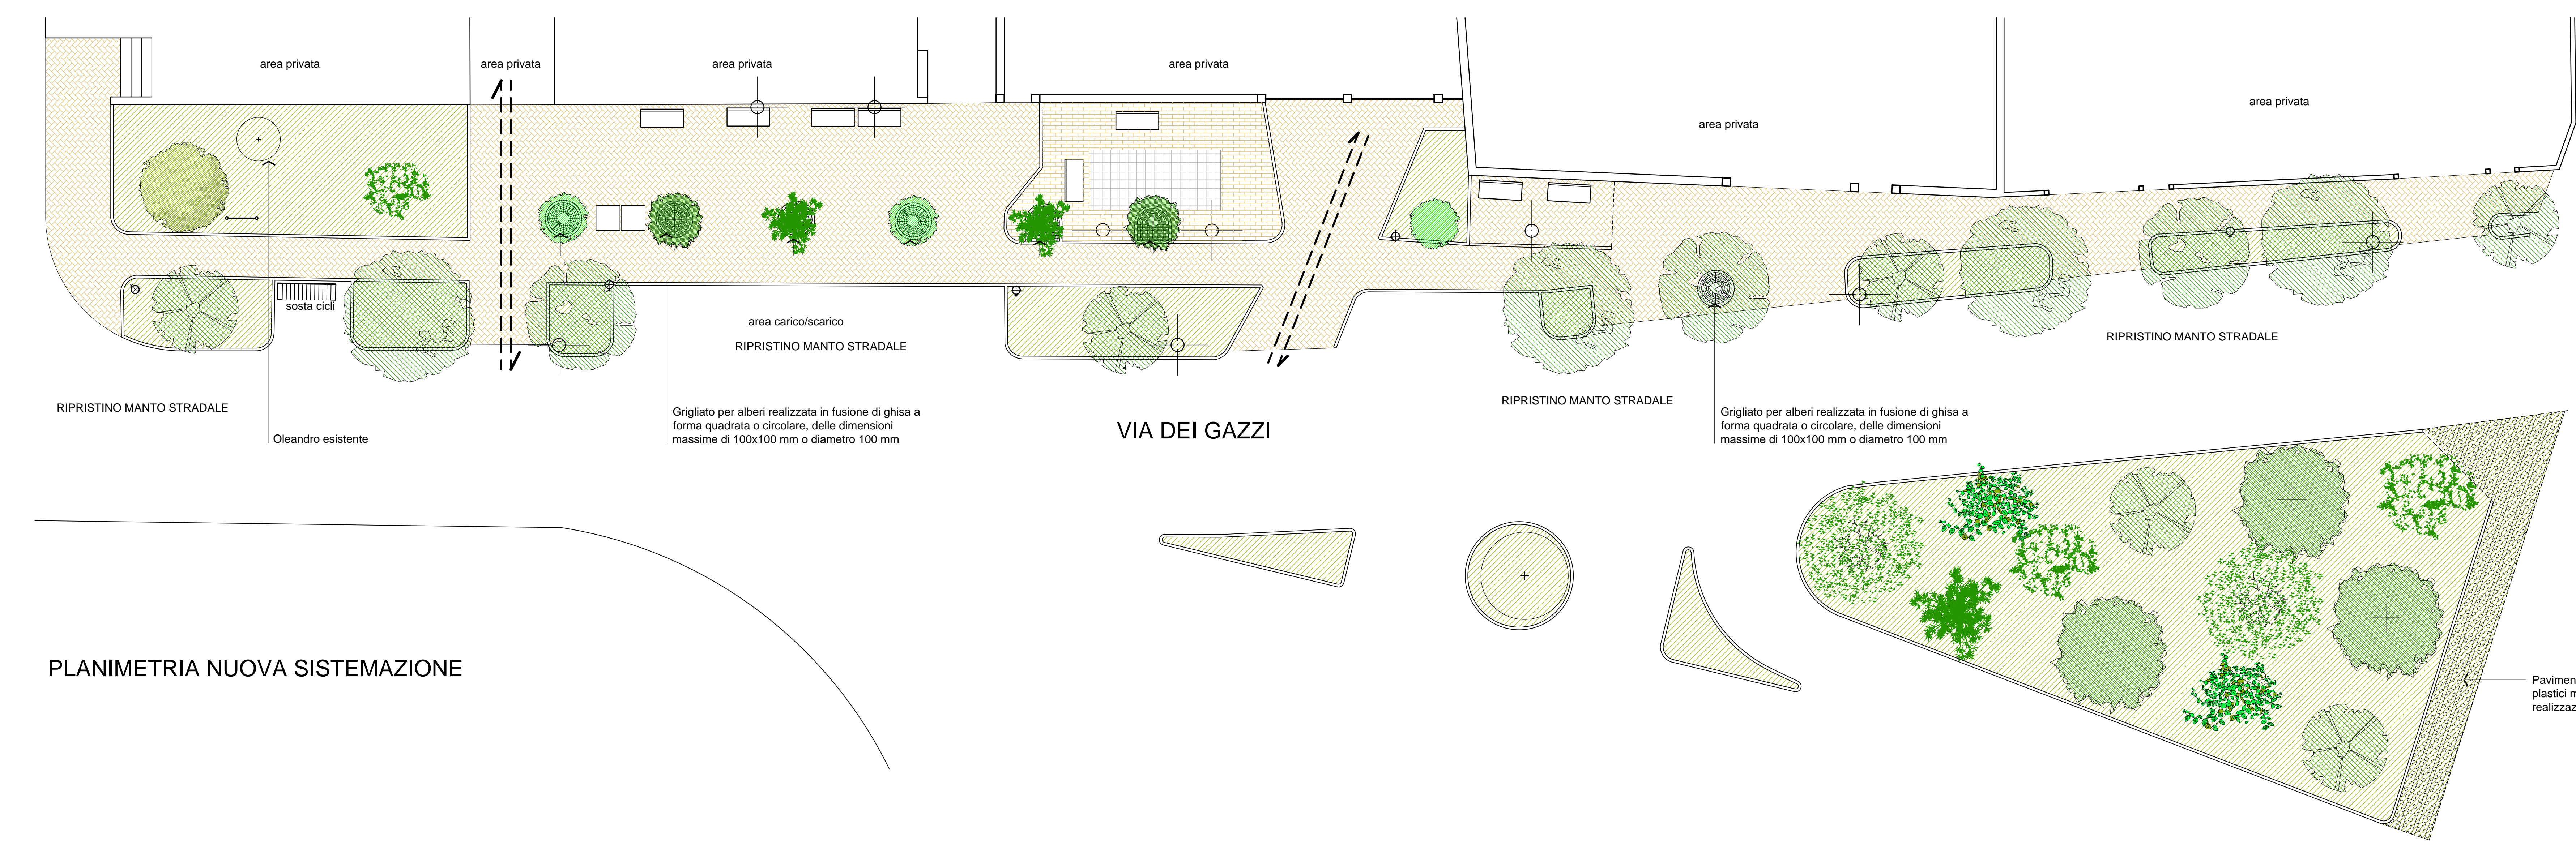 area privata
area privata
area privata
area privata
area privata
area privata
sosta cicli
area carico/scarico
RIPRISTINO MANTO STRADALE
RIPRISTINO MANTO STRADALE
RIPRISTINO MANTO STRADALE
RIPRISTINO MANTO STRADALE
Oleandro esistente
Grigliato per alberi realizzata in fusione di ghisa a
forma quadrata o circolare, delle dimensioni
massime di 100x100 mm o diametro 100 mm
VIA DEI GAZZI
Grigliato per alberi realizzata in fusione di ghisa a
forma quadrata o circolare, delle dimensioni
massime di 100x100 mm o diametro 100 mm
PLANIMETRIA NUOVA SISTEMAZIONE
Pavimen
plastici m
realizzaz